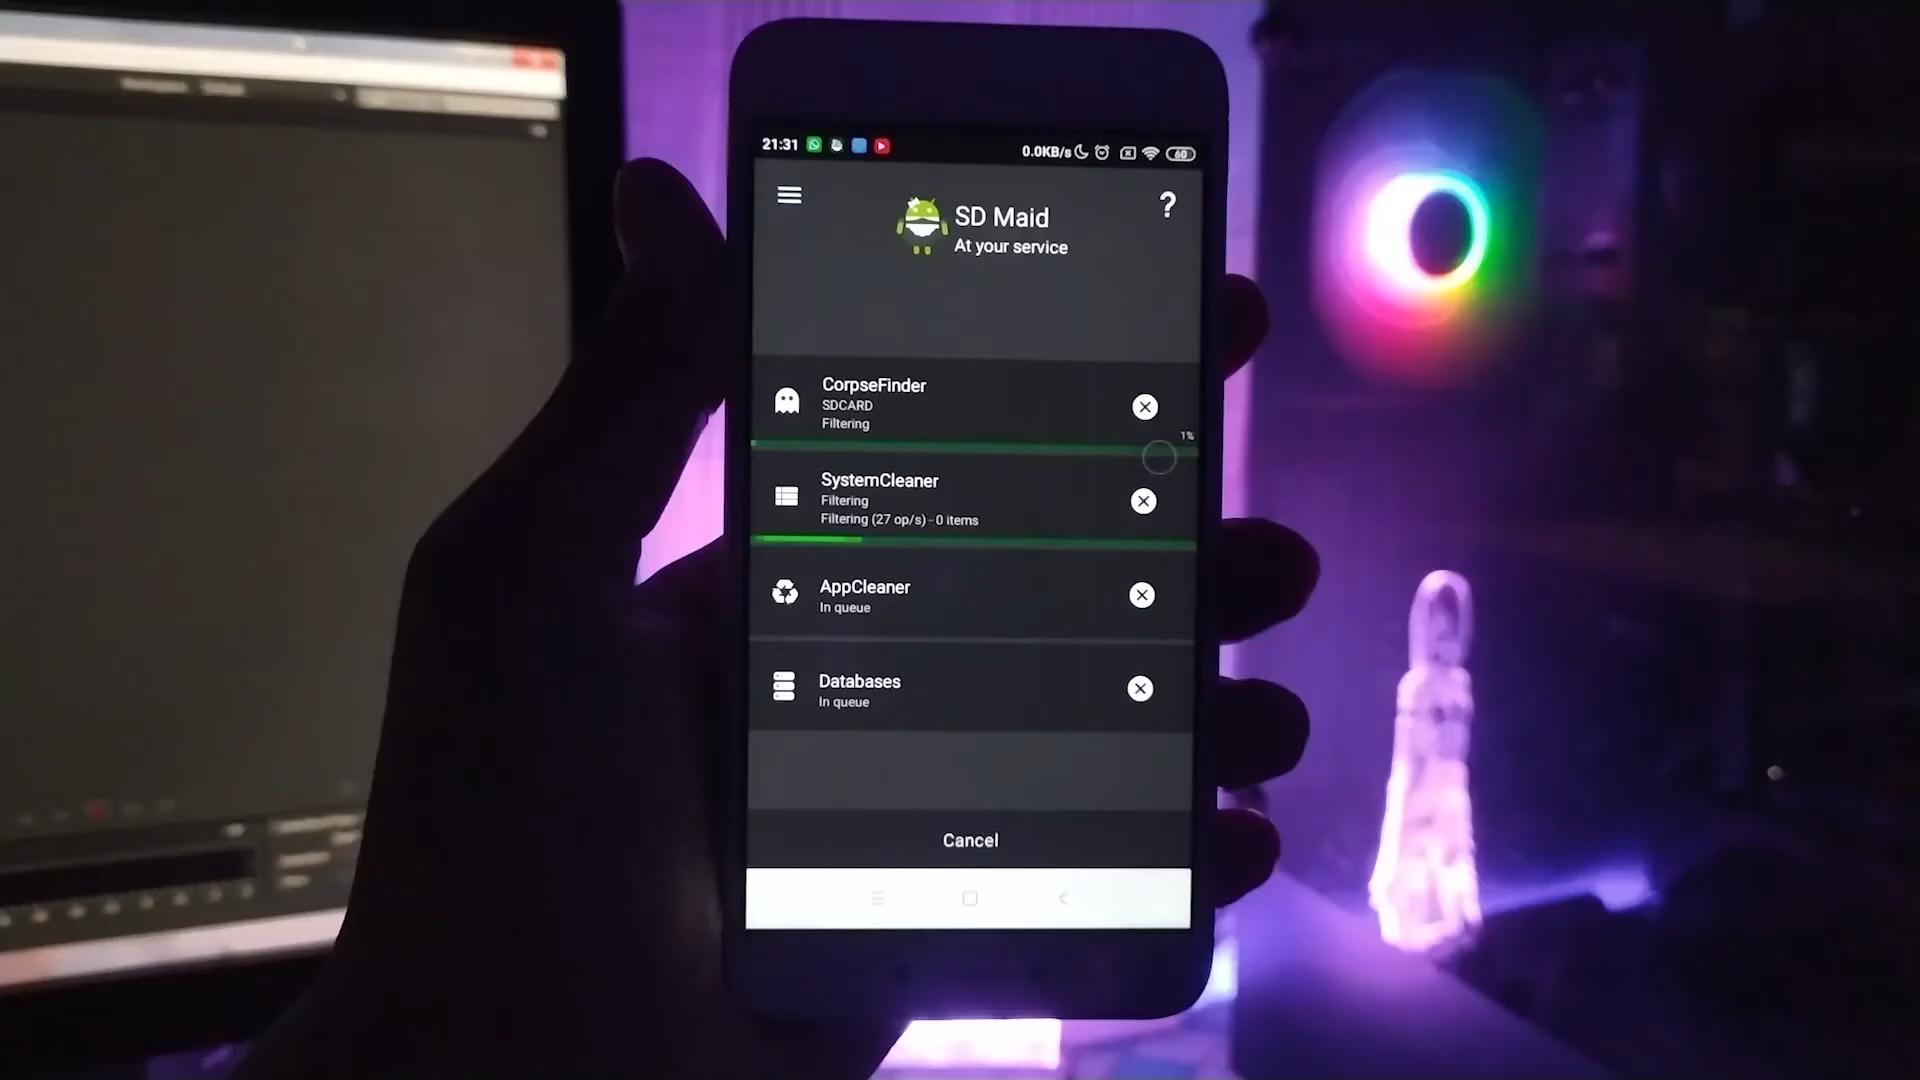 21:31
0.0KB/s
60
SD Maid
At your service
CorpseFinder
SDCARD
Filtering
1%
SystemCleaner
Filtering
Filtering (27 op/s) - 0 items
AppCleaner
In queue
Databases
In queue
Cancel